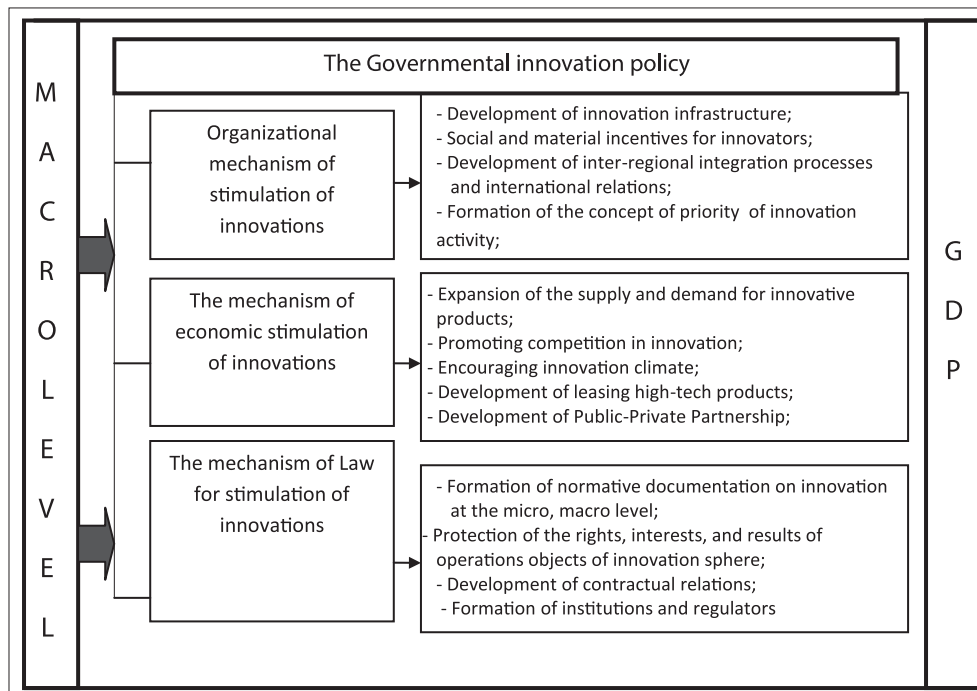 The Governmental innovation policy
M
A
C
R
O
L
E
V
E
L
Organizational
mechanism of
stimulation of
innovations
- Development of innovation infrastructure;
- Social and material incentives for innovators;
- Development of inter-regional integration processes
and international relations;
- Formation of the concept of priority of innovation
activity;
The mechanism of
economic stimulation
of innovations
- Expansion of the supply and demand for innovative
products;
- Promoting competition in innovation;
- Encouraging innovation climate;
- Development of leasing high-tech products;
- Development of Public-Private Partnership;
The mechanism of Law
for stimulation of
innovations
- Formation of normative documentation on innovation
at the micro, macro level;
- Protection of the rights, interests, and results of
operations objects of innovation sphere;
- Development of contractual relations;
- Formation of institutions and regulators
G
D
P